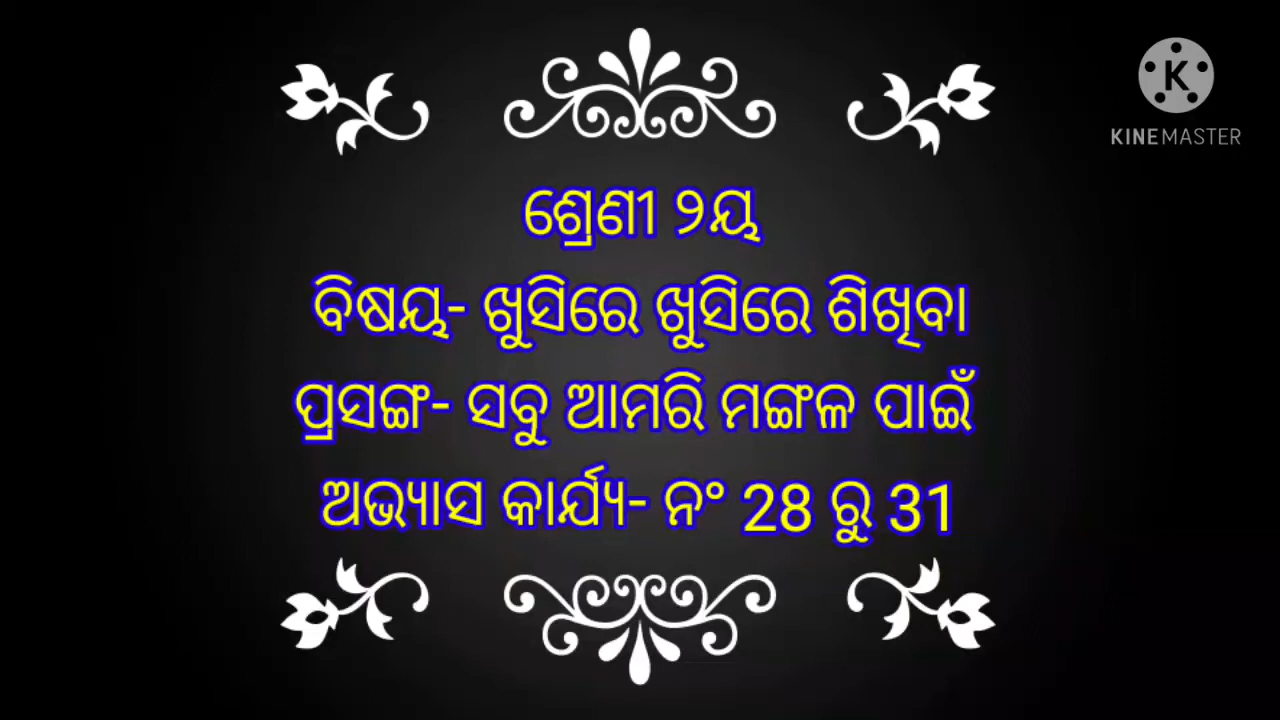 KINEMASTER
ଶ୍ରେଣୀ ୨ୟ
ବିଷୟ- ଖୁସିରେ ଖୁସିରେ ଶିଖିବା
ପ୍ରସଙ୍ଗ- ସବୁ ଆମରି ମଙ୍ଗଳ ପାଇଁ
ଅଭ୍ୟାସ କାର୍ଯ୍ୟ- ନଂ 28 ରୁ 31